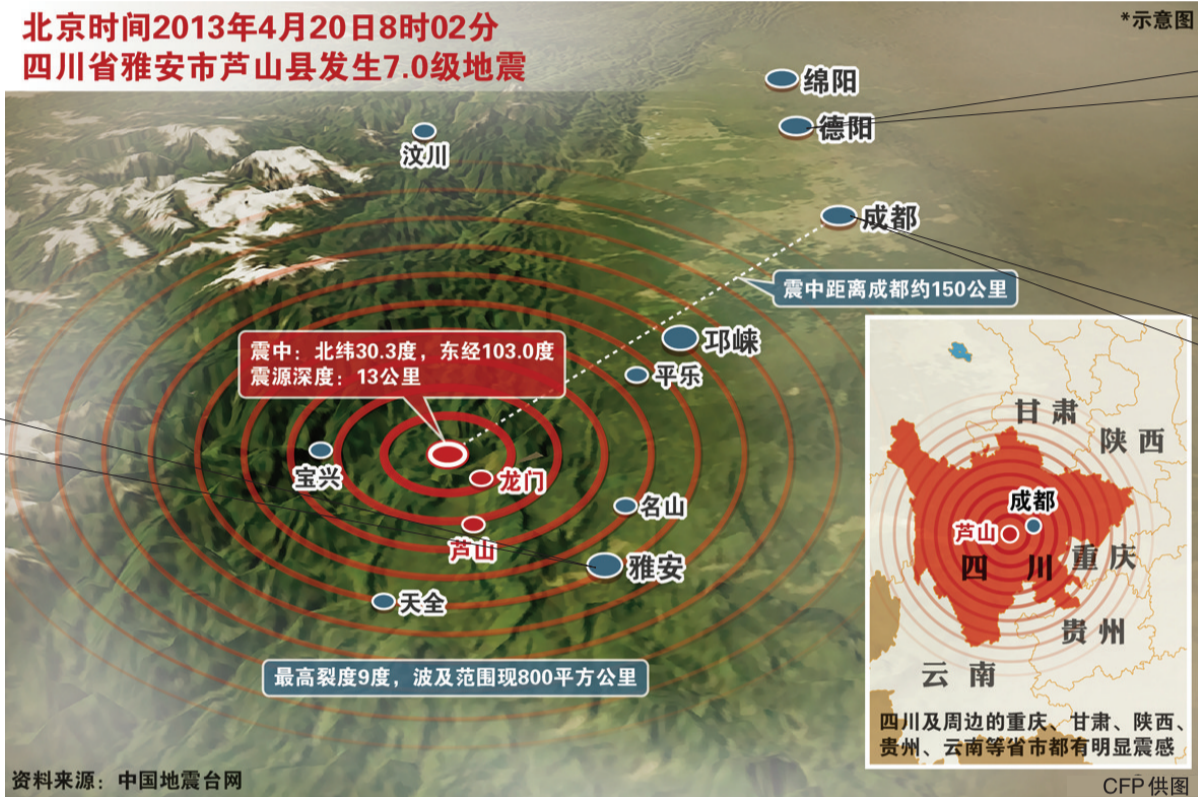 北京时间2013年4月20日8时02分
四川省雅安市芦山县发生7.0级地震
*示意图
绵阳
德阳
汶川
成都
震中距离成都约150公里
邛崃
平乐
震中：北纬30.3度，东经103.0度
震源深度：13公里
宝兴
龙门
名山
芦山
雅安
天全
最高裂度9度，波及范围现800平方公里
甘肃
陕西
成都
芦山
四川
重庆
贵州
云南
四川及周边的重庆、甘肃、陕西、
贵州、云南等省市都有明显震感
资料来源：中国地震台网
CFP供图